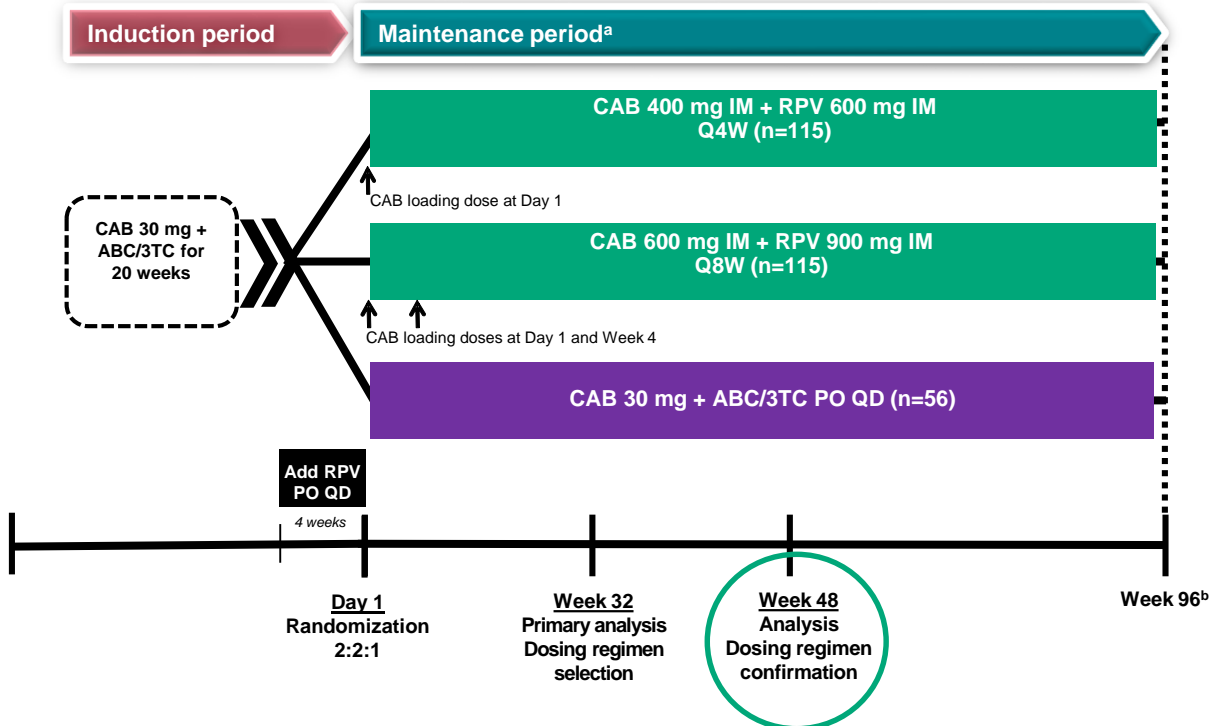 Induction period
Maintenance periodᵃ
CAB 400 mg IM + RPV 600 mg IM
Q4W (n=115)
CAB loading dose at Day 1
CAB 30 mg +
ABC/3TC for
20 weeks
CAB 600 mg IM + RPV 900 mg IM
Q8W (n=115)
CAB loading doses at Day 1 and Week 4
CAB 30 mg + ABC/3TC PO QD (n=56)
Add RPV
PO QD
4 weeks
Day 1
Randomization
2:2:1
Week 32
Primary analysis
Dosing regimen
selection
Week 48
Analysis
Dosing regimen
confirmation
Week 96ᵇ